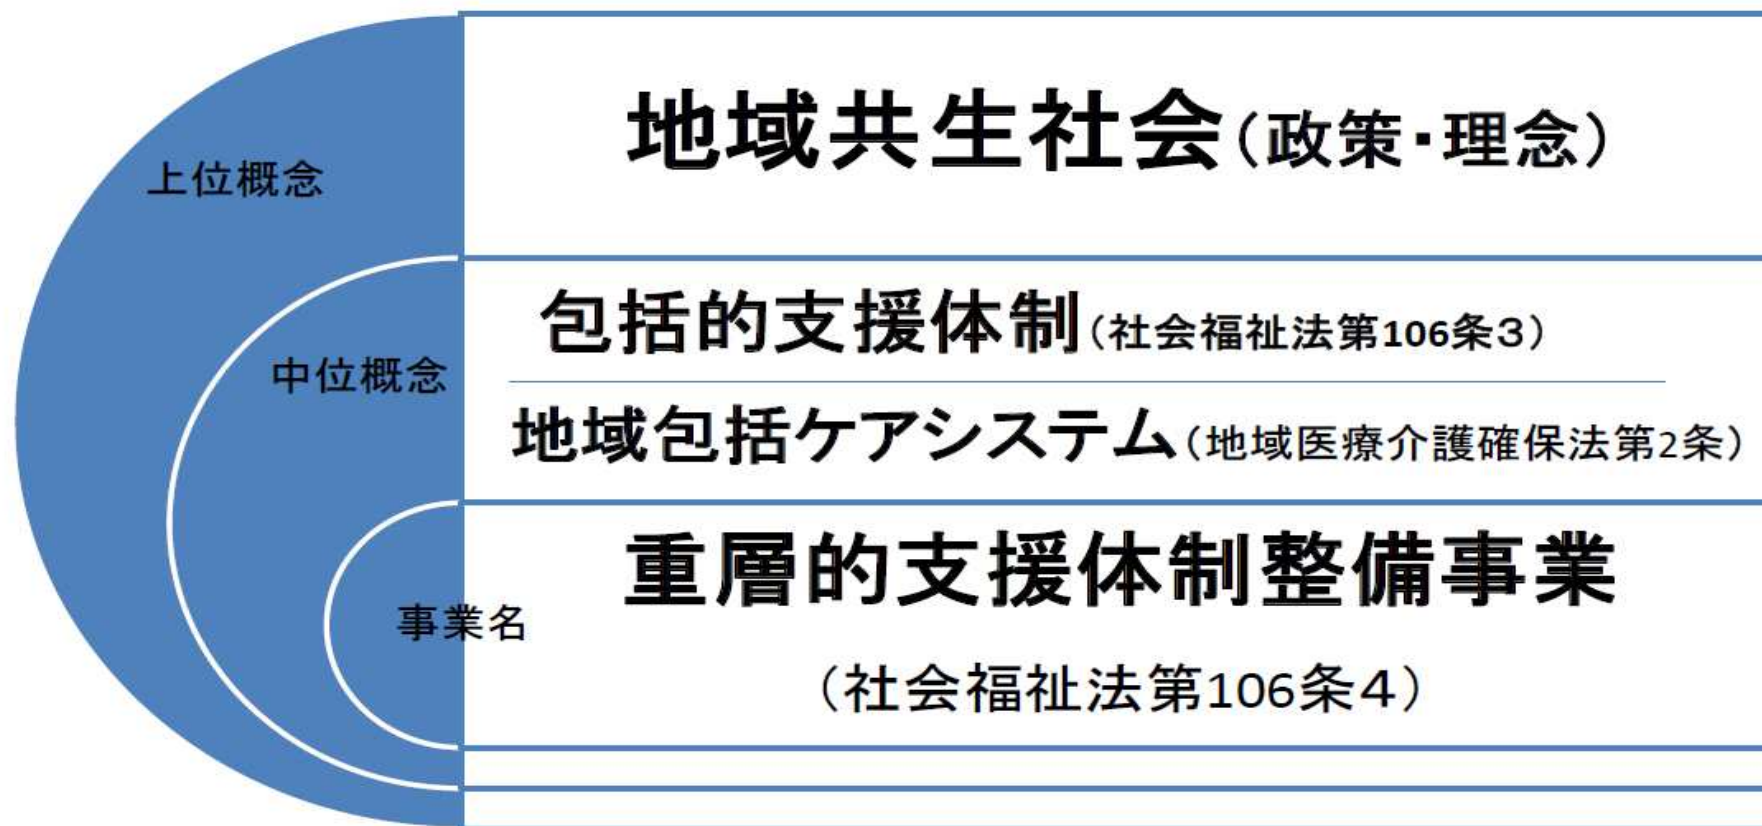 上位概念
地域共生社会(政策・理念)
中位概念
包括的支援体制(社会福祉法第106条3)
地域包括ケアシステム(地域医療介護確保法第2条)
事業名
重層的支援体制整備事業
(社会福祉法第106条4)